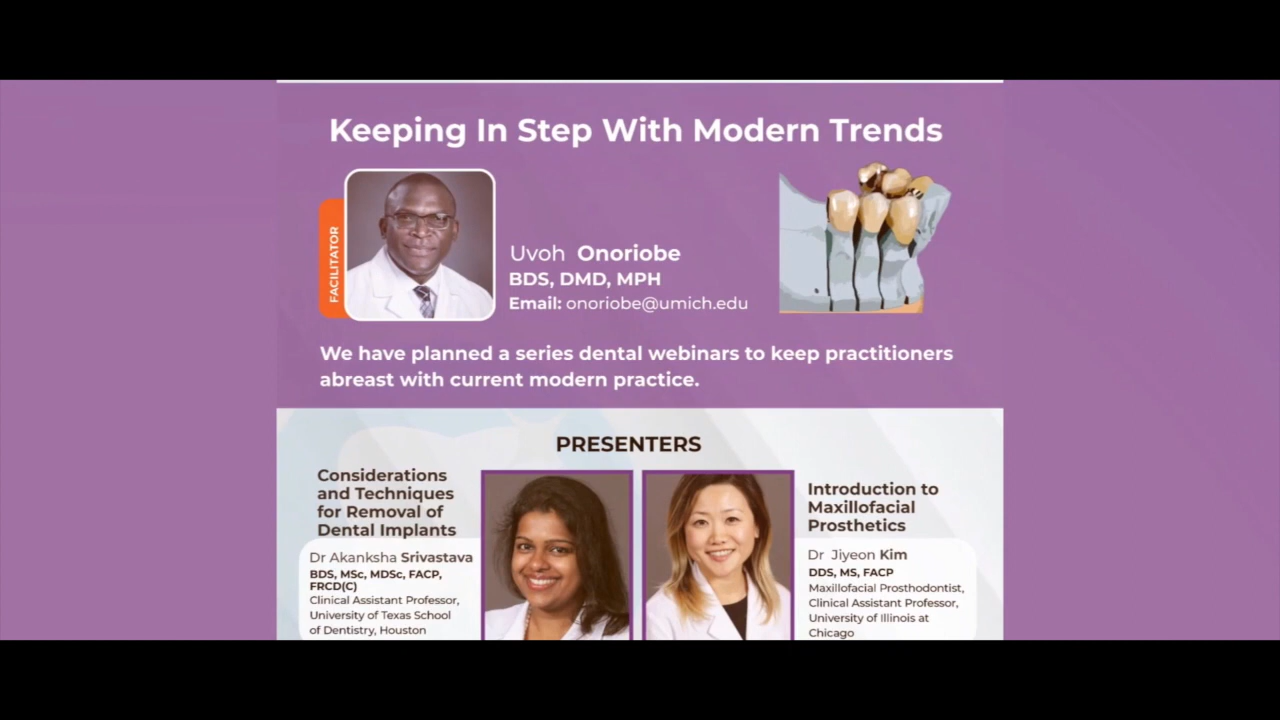 Keeping In Step With Modern Trends
FACILITATOR
Uvoh Onoriobe
BDS, DMD, MPH
Email: onoriobe@umich.edu
We have planned a series dental webinars to keep practitioners
abreast with current modern practice.
PRESENTERS
Considerations
and Techniques
for Removal of
Dental Implants
Dr Akanksha Srivastava
BDS, MSc, MDSc, FACP,
FRCD(C)
Clinical Assistant Professor,
University of Texas School
of Dentistry, Houston
Introduction to
Maxillofacial
Prosthetics
Dr Jiyeon Kim
DDS, MS, FACP
Maxillofacial Prosthodontist,
Clinical Assistant Professor,
University of Illinois at
Chicago